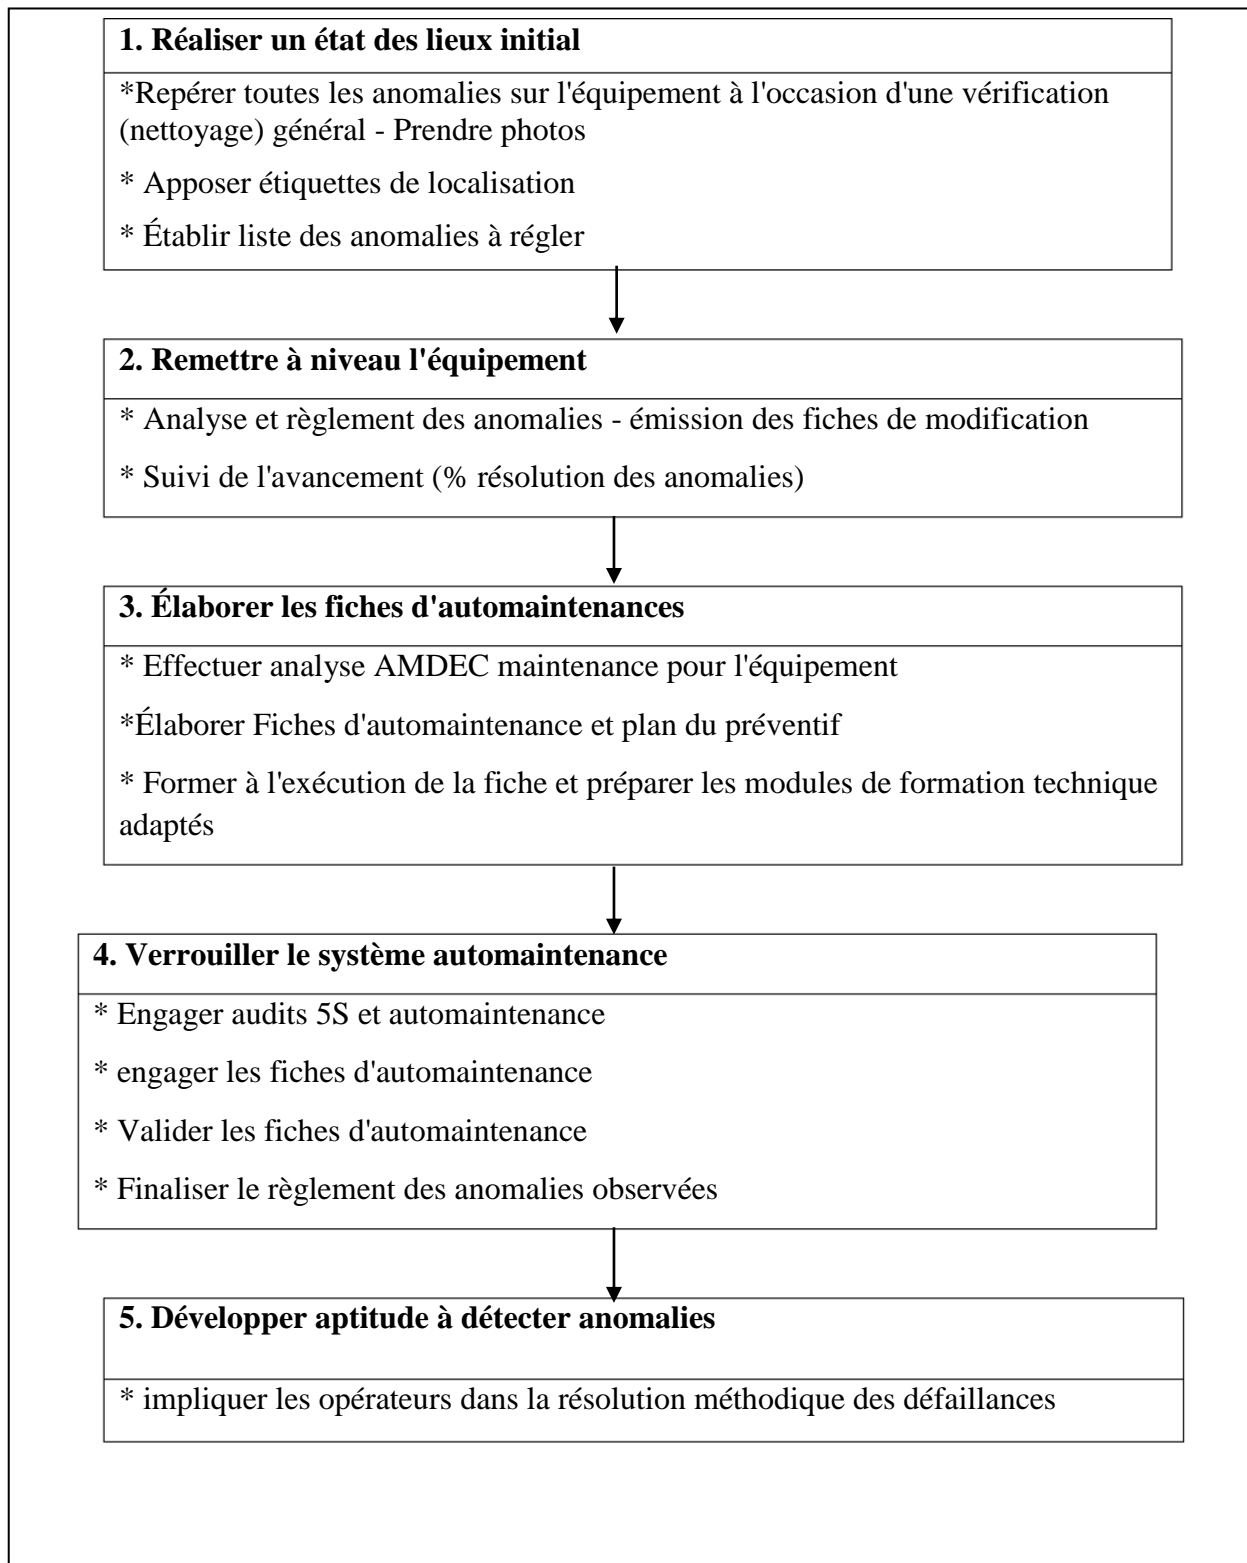 1. Réaliser un état des lieux initial
*Repérer toutes les anomalies sur l'équipement à l'occasion d'une vérification
(nettoyage) général - Prendre photos
* Apposer étiquettes de localisation
* Établir liste des anomalies à régler
2. Remettre à niveau l'équipement
* Analyse et règlement des anomalies - émission des fiches de modification
* Suivi de l'avancement (% résolution des anomalies)
3. Élaborer les fiches d'automaintenances
* Effectuer analyse AMDEC maintenance pour l'équipement
*Élaborer Fiches d'automaintenance et plan du préventif
* Former à l'exécution de la fiche et préparer les modules de formation technique
adaptés
4. Verrouiller le système automaintenance
* Engager audits 5S et automaintenance
* engager les fiches d'automaintenance
* Valider les fiches d'automaintenance
* Finaliser le règlement des anomalies observées
5. Développer aptitude à détecter anomalies
* impliquer les opérateurs dans la résolution méthodique des défaillances